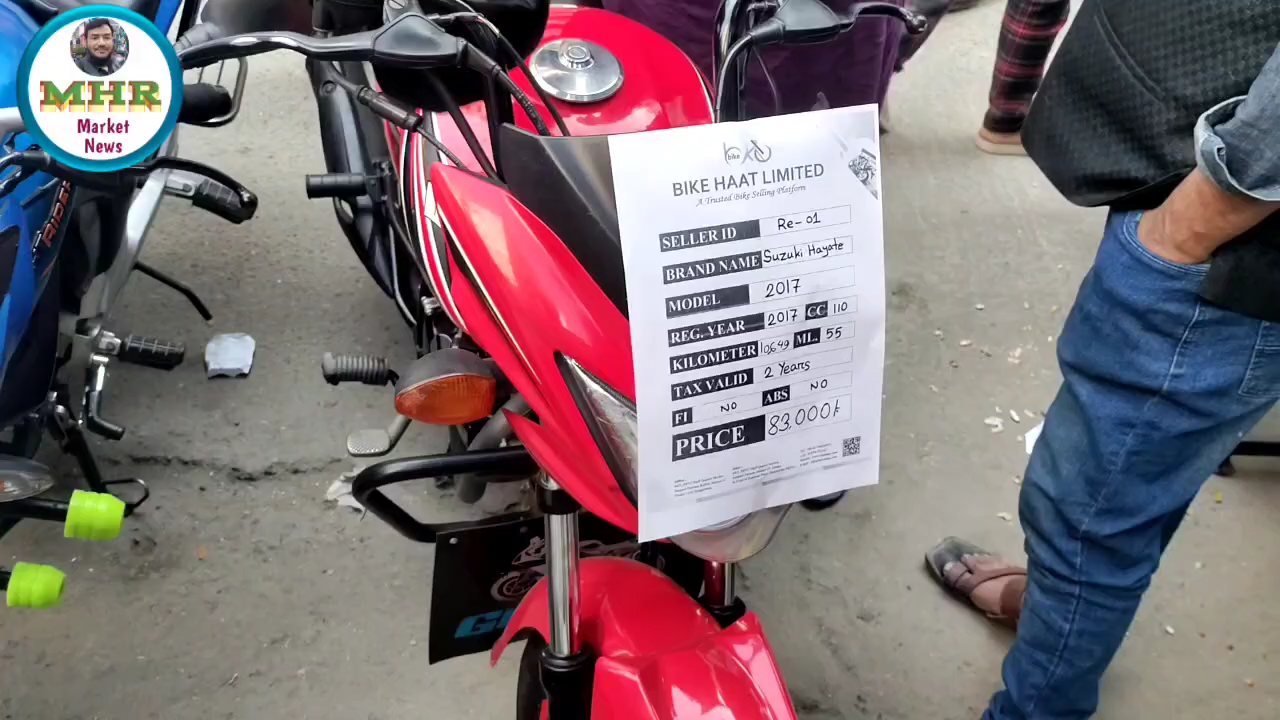 MHR
Market
News
RIDER
bike
BIKE HAAT LIMITED
A Trusted Bike Selling Platform
SELLER ID Re-01
BRAND NAME Suzuki Hayate
MODEL 2017
REG. YEAR 2017 CC 110
KILOMETER 10649 ML. 55
TAX VALID 2 Years
FI NO ABS NO
PRICE 83.000/-